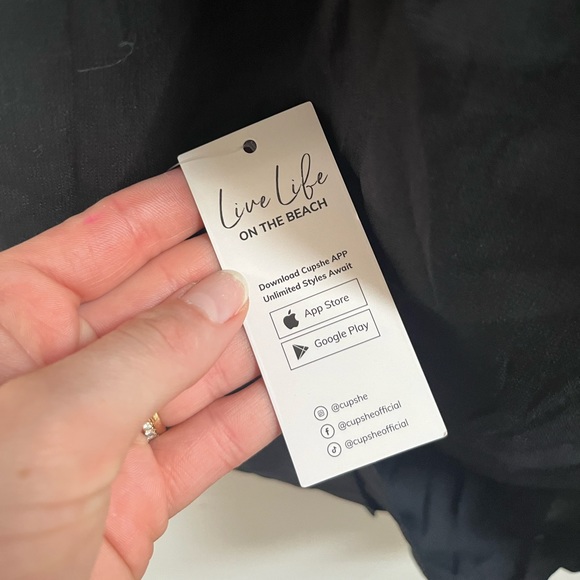 Live Life
ON THE BEACH
Download Cupshe APP
Unlimited Styles Await
App Store
Google Play
@cupshe
@cupsheofficial
@cupsheofficial